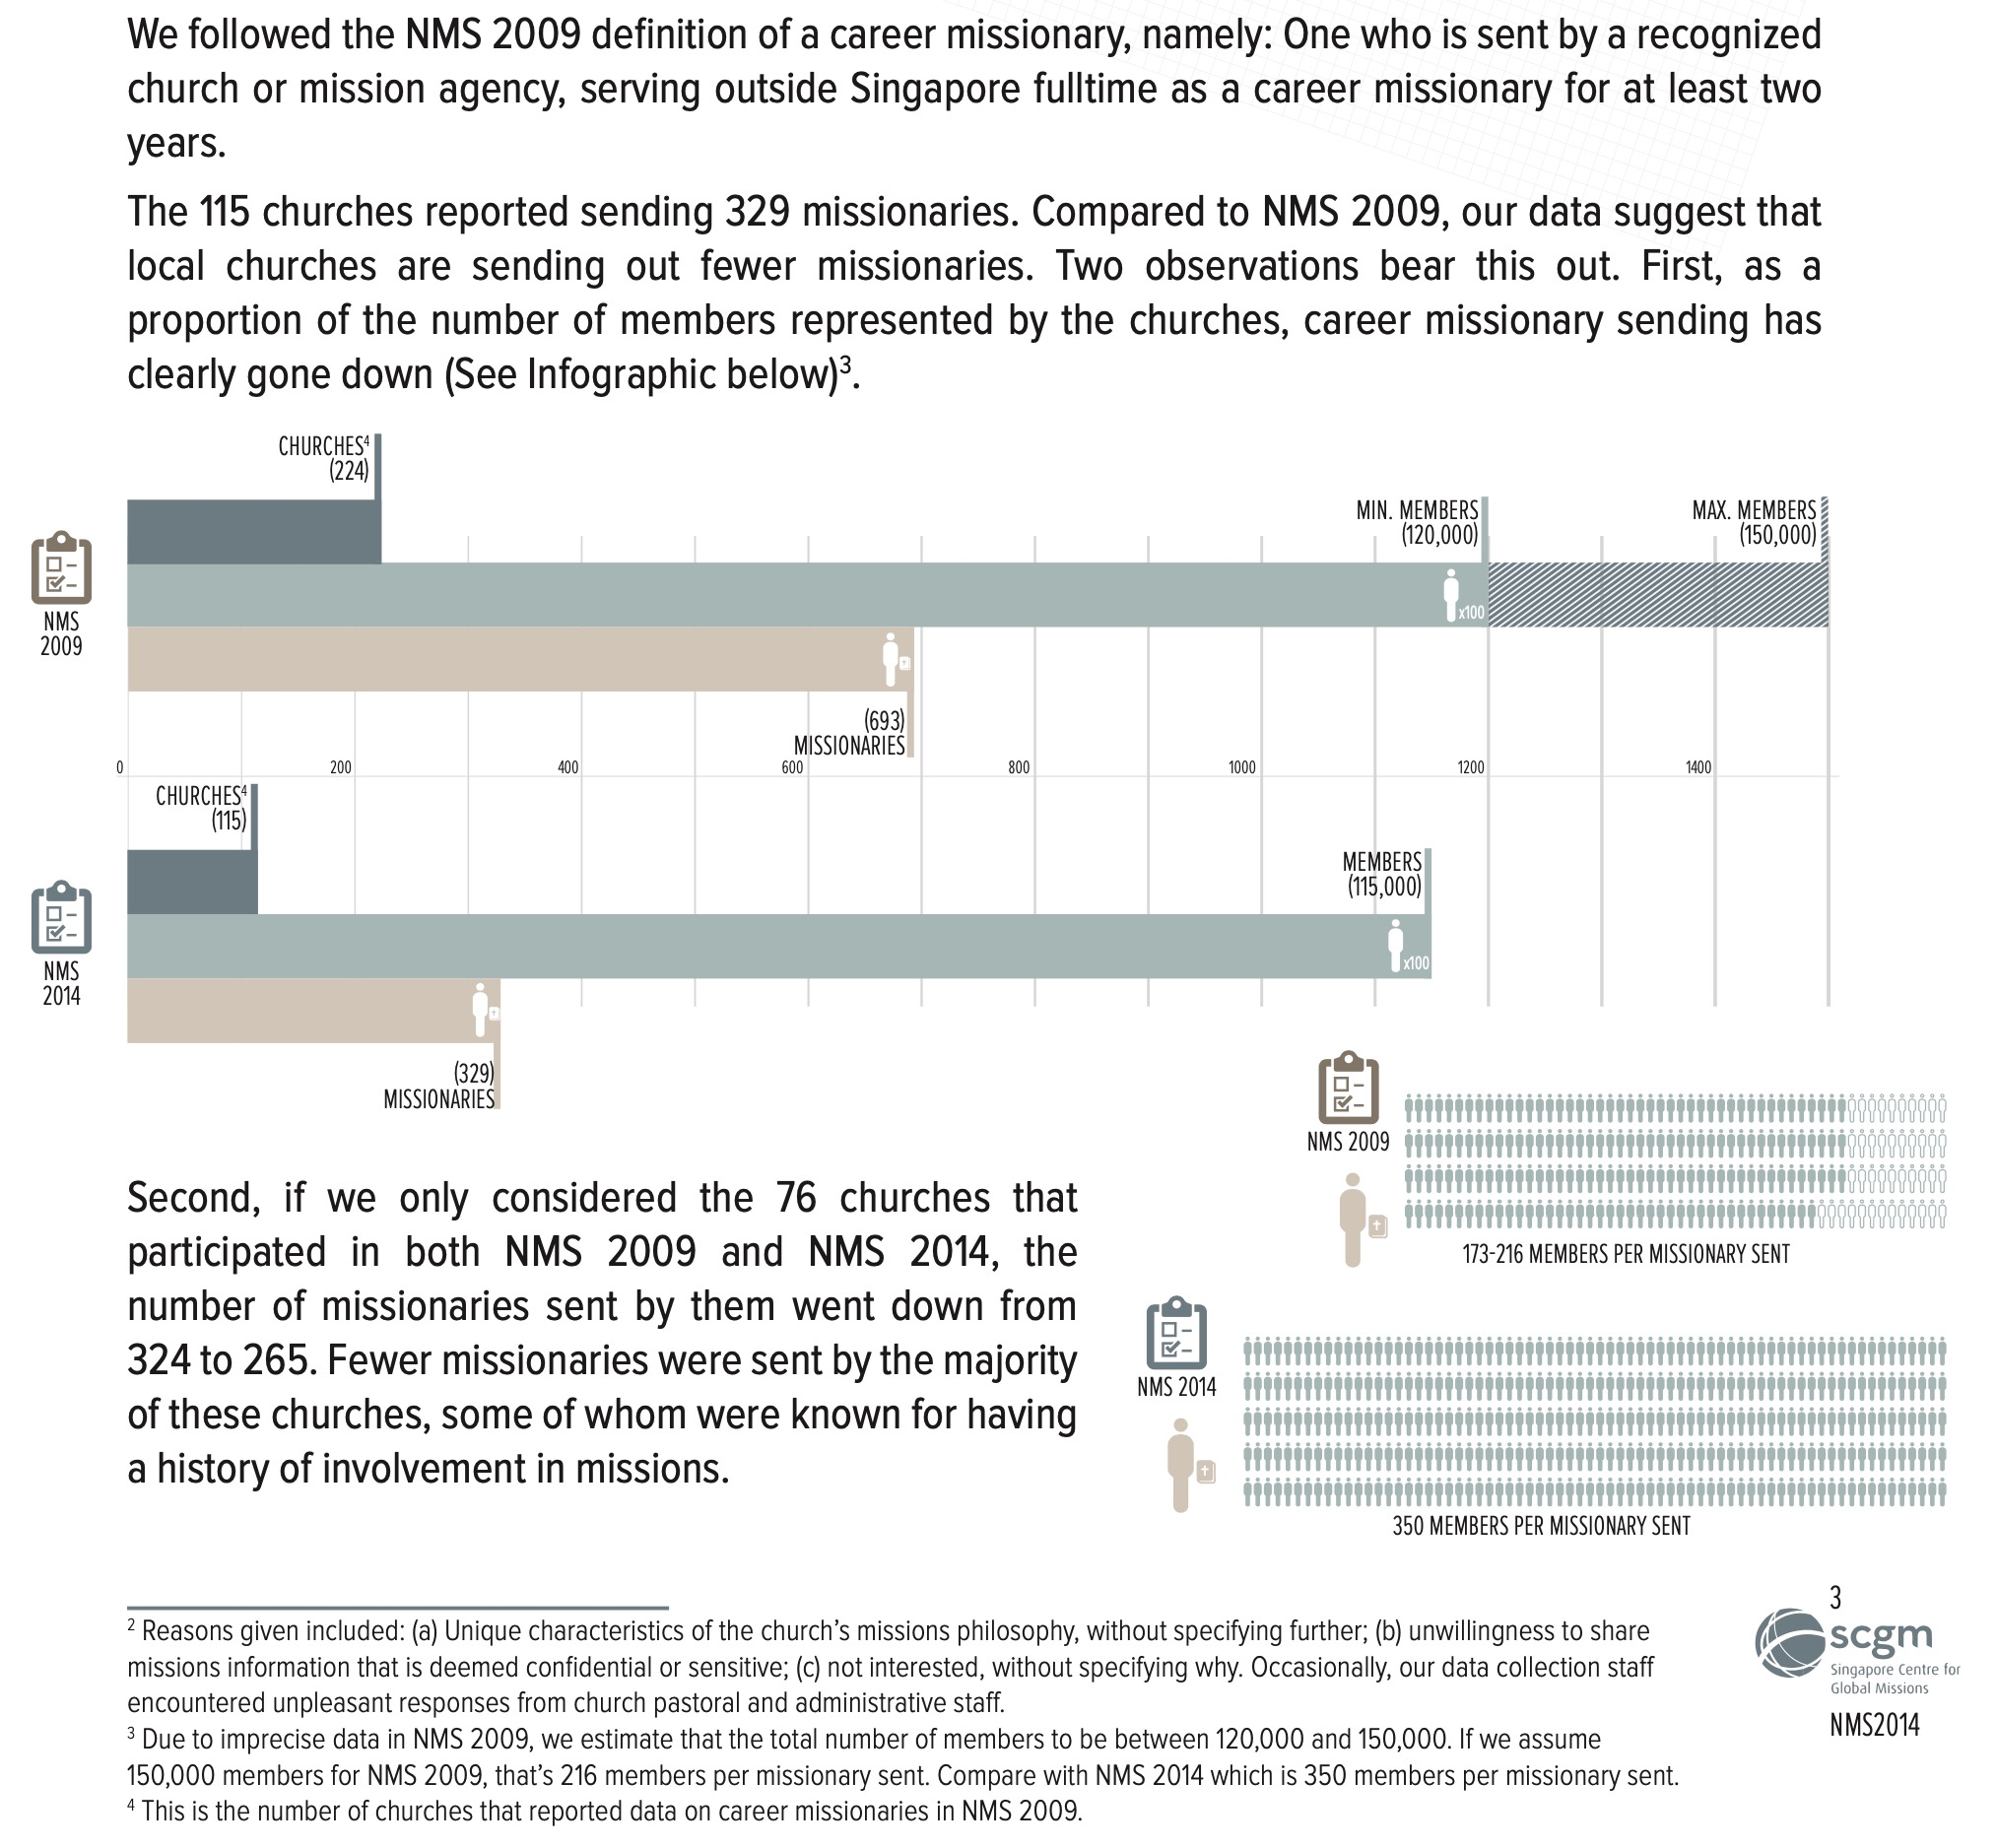 We followed the NMS 2009 definition of a career missionary, namely: One who is sent by a recognized
church or mission agency, serving outside Singapore fulltime as a career missionary for at least two
years.
The 115 churches reported sending 329 missionaries. Compared to NMS 2009, our data suggest that
local churches are sending out fewer missionaries. Two observations bear this out. First, as a
proportion of the number of members represented by the churches, career missionary sending has
clearly gone down (See Infographic below)³.
CHURCHES⁴
(224)
MIN. MEMBERS
(120,000)
MAX. MEMBERS
(150,000)
x100
NMS
2009
(693)
MISSIONARIES
0 200 400 600 800 1000 1200 1400
CHURCHES⁴
(115)
MEMBERS
(115,000)
x100
NMS
2014
(329)
MISSIONARIES
NMS 2009
173-216 MEMBERS PER MISSIONARY SENT
Second, if we only considered the 76 churches that
participated in both NMS 2009 and NMS 2014, the
number of missionaries sent by them went down from
324 to 265. Fewer missionaries were sent by the majority
of these churches, some of whom were known for having
a history of involvement in missions.
NMS 2014
350 MEMBERS PER MISSIONARY SENT
² Reasons given included: (a) Unique characteristics of the church's missions philosophy, without specifying further; (b) unwillingness to share
missions information that is deemed confidential or sensitive; (c) not interested, without specifying why. Occasionally, our data collection staff
encountered unpleasant responses from church pastoral and administrative staff.
³ Due to imprecise data in NMS 2009, we estimate that the total number of members to be between 120,000 and 150,000. If we assume
150,000 members for NMS 2009, that's 216 members per missionary sent. Compare with NMS 2014 which is 350 members per missionary sent.
⁴ This is the number of churches that reported data on career missionaries in NMS 2009.
3
scgm
Singapore Centre for
Global Missions
NMS2014